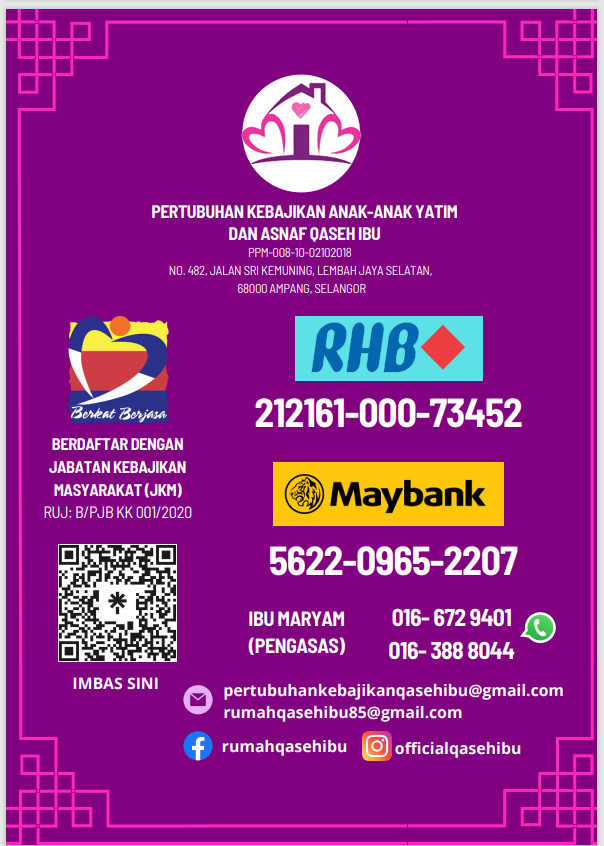 PERTUBUHAN KEBAJIKAN ANAK-ANAK YATIM
DAN ASNAF QASEH IBU
PPM-008-10-02102018
NO. 482, JALAN SRI KEMUNING, LEMBAH JAYA SELATAN,
68000 AMPANG, SELANGOR
Berkat Berjasa
BERDAFTAR DENGAN
JABATAN KEBAJIKAN
MASYARAKAT (JKM)
RUJ: B/PJB KK 001/2020
IMBAS SINI
RHB
212161-000-73452
Maybank
5622-0965-2207
IBU MARYAM
(PENGASAS)
016- 672 9401
016- 388 8044
pertubuhankebajikanqasehibu@gmail.com
rumahqasehibu85@gmail.com
rumahqasehibu
officialqasehibu